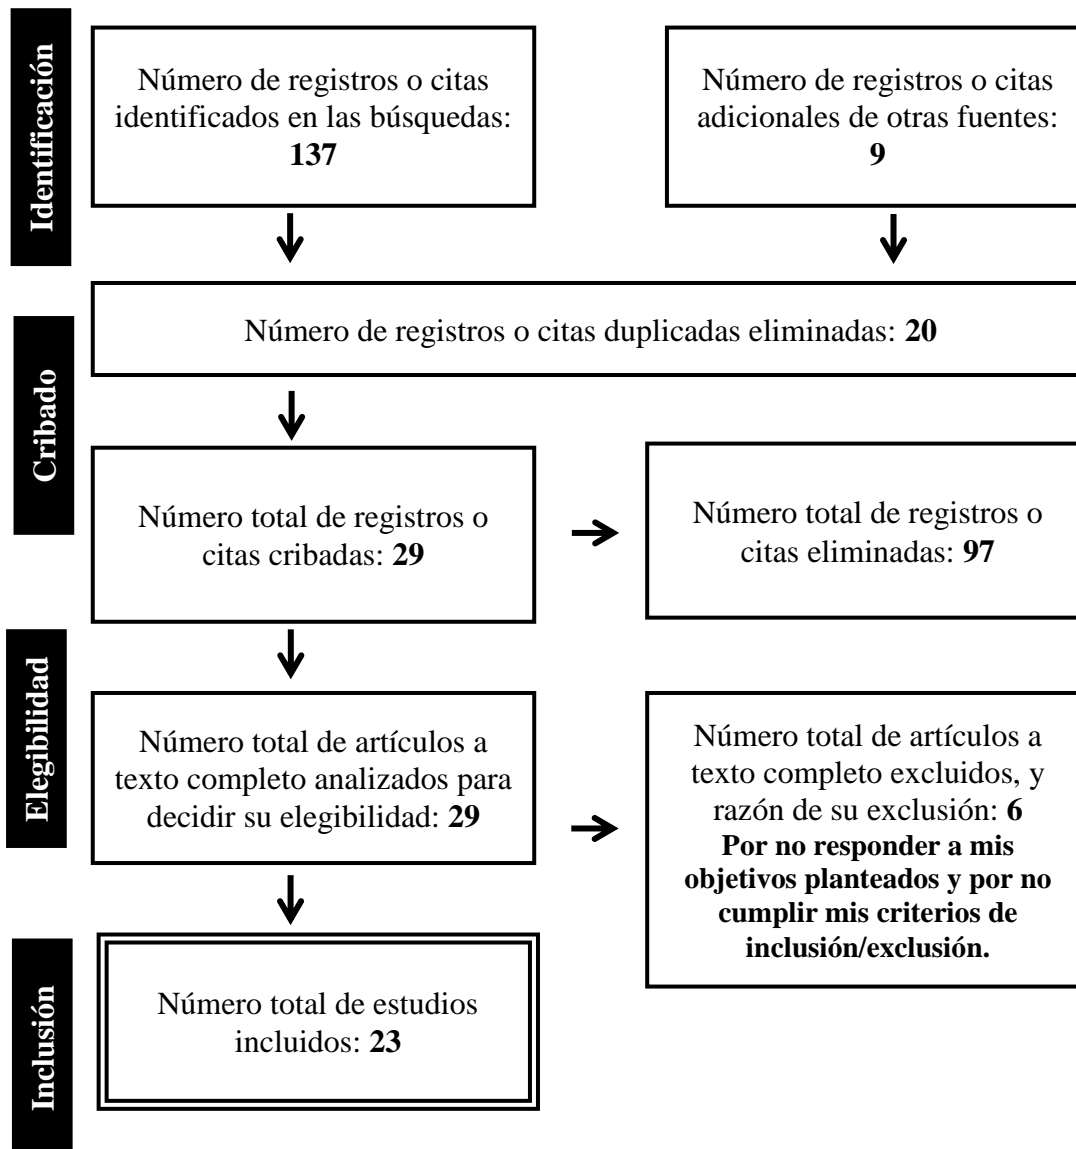 Identificación
Número de registros o citas
identificados en las búsquedas:
137
Número de registros o citas
adicionales de otras fuentes:
9
Cribado
Número de registros o citas duplicadas eliminadas: 20
Número total de registros o
citas cribadas: 29
Número total de registros o
citas eliminadas: 97
Elegibilidad
Número total de artículos a
texto completo analizados para
decidir su elegibilidad: 29
Número total de artículos a
texto completo excluidos, y
razón de su exclusión: 6
Por no responder a mis
objetivos planteados y por no
cumplir mis criterios de
inclusión/exclusión.
Inclusión
Número total de estudios
incluidos: 23